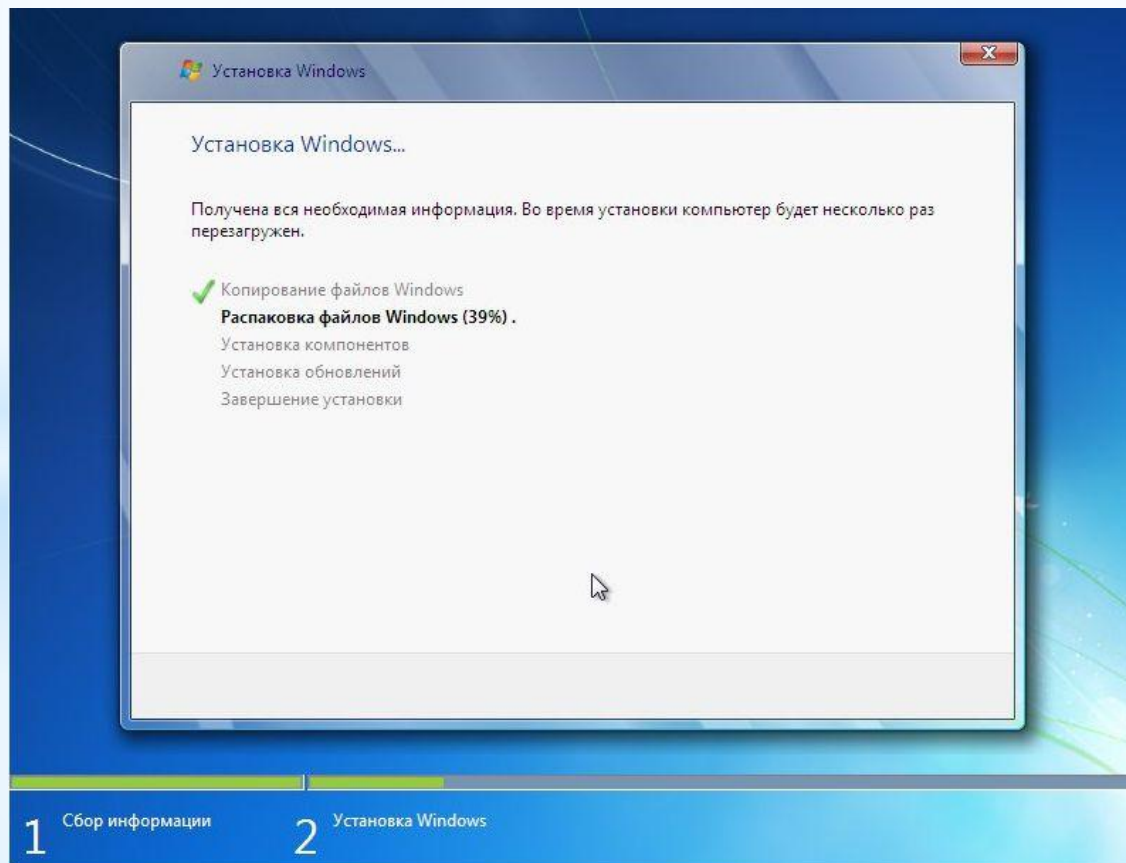 Установка Windows
Установка Windows...
Получена вся необходимая информация. Во время установки компьютер будет несколько раз
перезагружен.
Копирование файлов Windows
Распаковка файлов Windows (39%) .
Установка компонентов
Установка обновлений
Завершение установки
1 Сбор информации 2 Установка Windows